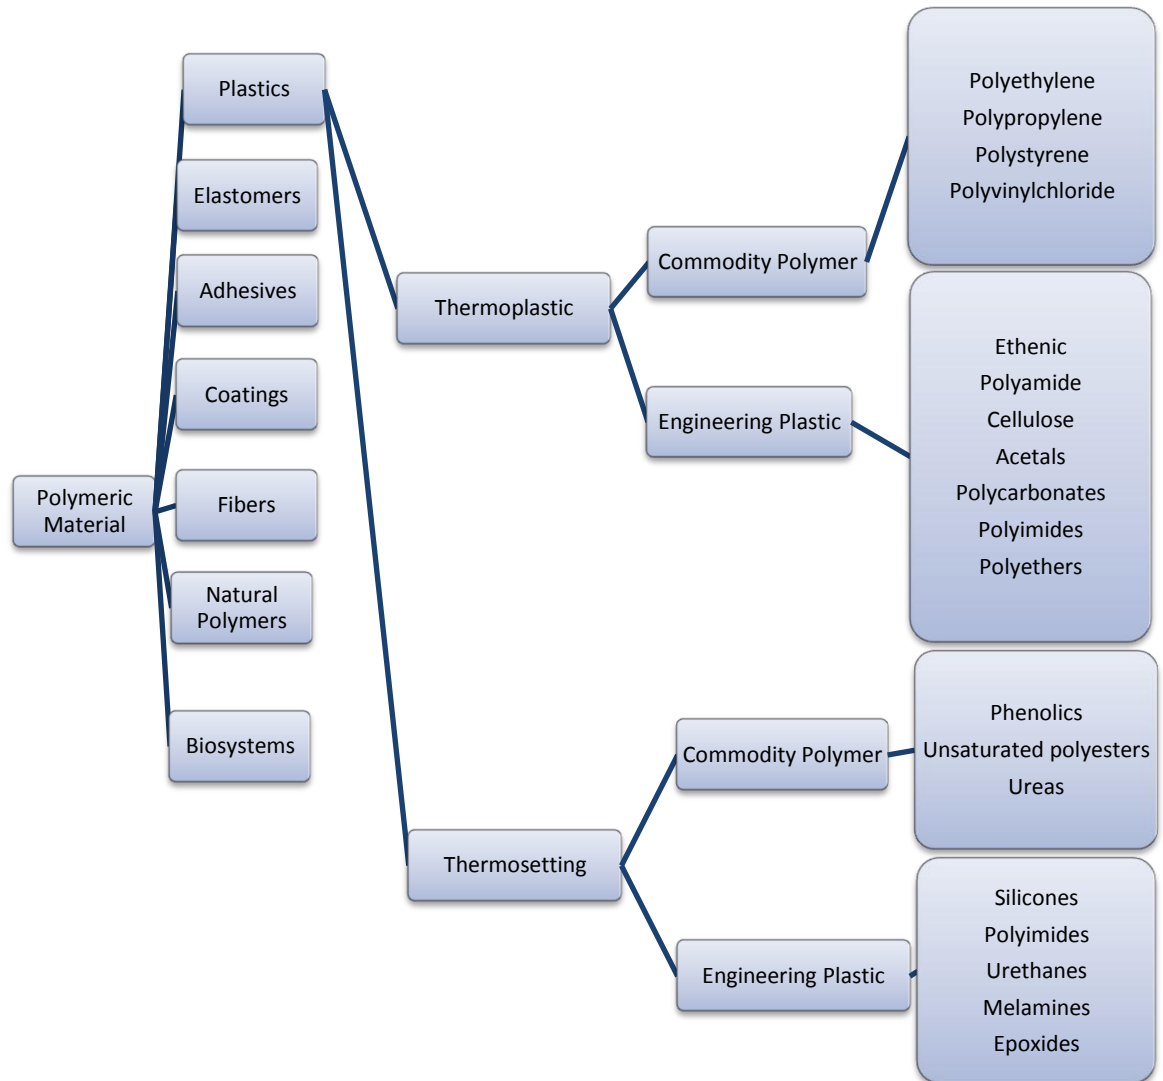 Plastics
Elastomers
Adhesives
Coatings
Polymeric
Material
Fibers
Natural
Polymers
Biosystems
Thermoplastic
Commodity Polymer
Engineering Plastic
Polyethylene
Polypropylene
Polystyrene
Polyvinylchloride
Ethenic
Polyamide
Cellulose
Acetals
Polycarbonates
Polyimides
Polyethers
Thermosetting
Commodity Polymer
Engineering Plastic
Phenolics
Unsaturated polyesters
Ureas
Silicones
Polyimides
Urethanes
Melamines
Epoxides